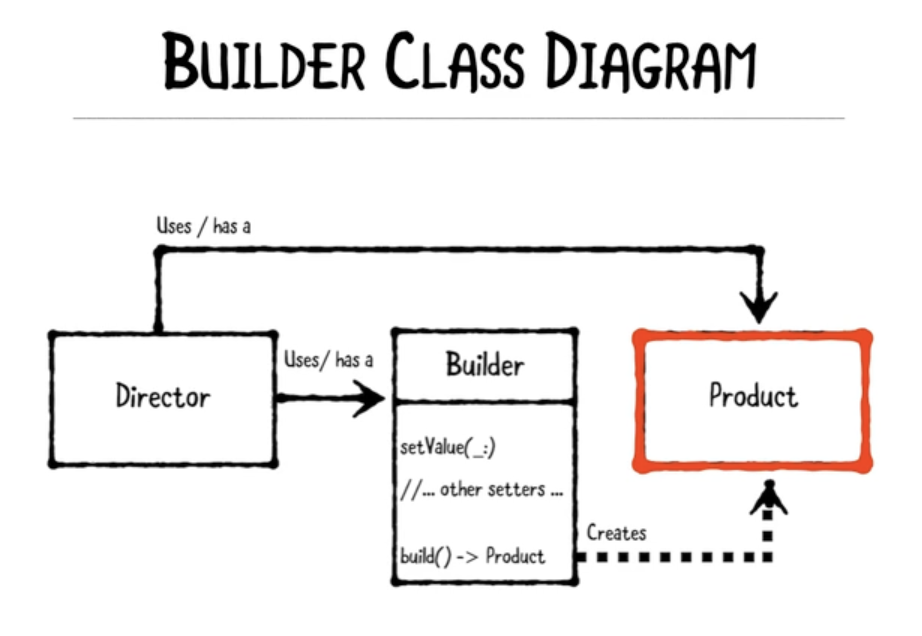 BUILDER CLASS DIAGRAM
Uses / has a
Director
Uses/ has a
Builder
setValue(_:)
//... other setters ...
build() -> Product
Creates
Product